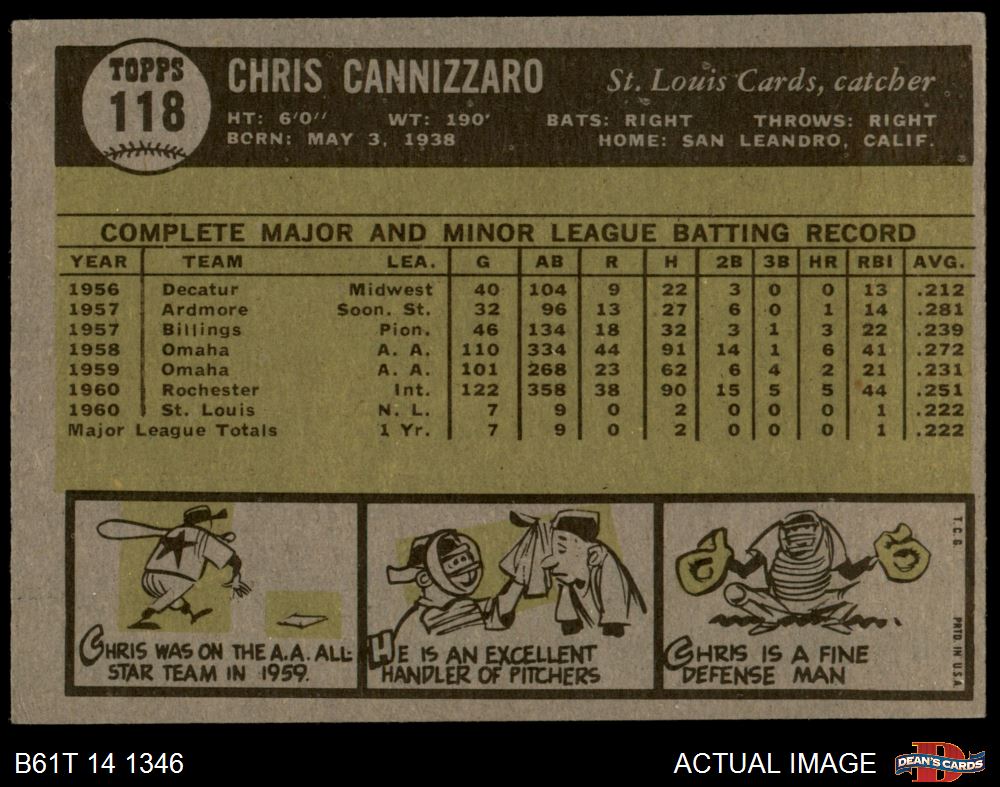 TOPPS
118
CHRIS CANNIZZARO St. Louis Cards, catcher
HT: 6'0" WT: 190' BATS: RIGHT THROWS: RIGHT
BORN: MAY 3, 1938 HOME: SAN LEANDRO, CALIF.
COMPLETE MAJOR AND MINOR LEAGUE BATTING RECORD
YEAR TEAM LEA. G AB R H 2B 3B HR RBI AVG.
1956 Decatur Midwest 40 104 9 22 3 0 0 13 .212
1957 Ardmore Soon. St. 32 96 13 27 6 0 1 14 .281
1957 Billings Pion. 46 134 18 32 3 1 3 22 .239
1958 Omaha A. A. 110 334 44 91 14 1 6 41 .272
1959 Omaha A. A. 101 268 23 62 6 4 2 21 .231
1960 Rochester Int. 122 358 38 90 15 5 5 44 .251
1960 St. Louis N. L. 7 9 0 2 0 0 0 1 .222
Major League Totals 1 Yr. 7 9 0 2 0 0 0 1 .222
CHRIS WAS ON THE A.A. ALL-
STAR TEAM IN 1959.
HE IS AN EXCELLENT
HANDLER OF PITCHERS
CHRIS IS A FINE
DEFENSE MAN
T.C.G. PRTD. IN U.S.A.
B61T 14 1346 ACTUAL IMAGE DEAN'S CARDS